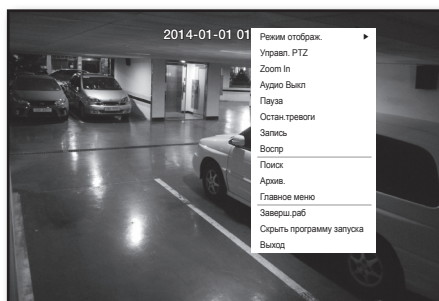 2014-01-01 01
Режим отображ.
Управл. PTZ
Zoom In
Аудио Выкл
Пауза
Остан.тревоги
Запись
Воспр
Поиск
Архив.
Главное меню
Заверш.раб
Скрыть программу запуска
Выход